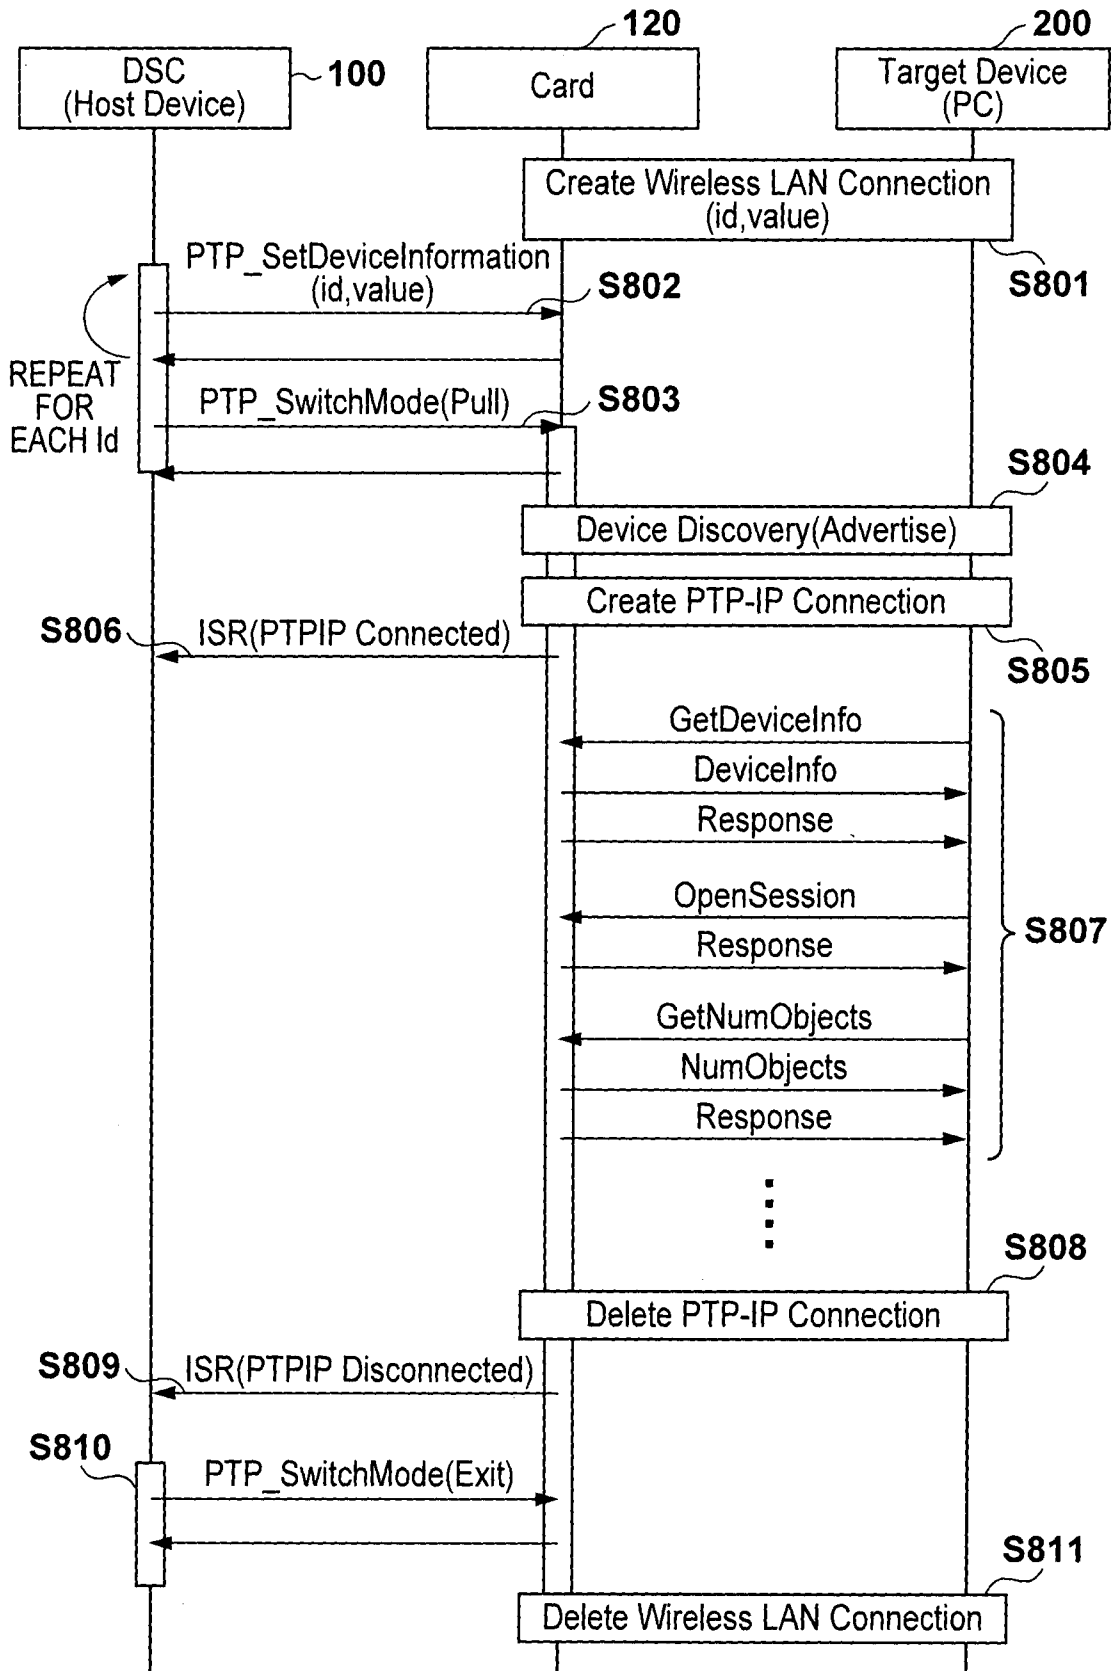 120
200
DSC
(Host Device)
100
Card
Target Device
(PC)
Create Wireless LAN Connection
(id,value)
S801
PTP_SetDeviceInformation
(id,value)
S802
REPEAT
FOR
EACH Id
PTP_SwitchMode(Pull)
S803
S804
Device Discovery(Advertise)
Create PTP-IP Connection
S805
S806
ISR(PTPIP Connected)
GetDeviceInfo
DeviceInfo
Response
OpenSession
Response
S807
GetNumObjects
NumObjects
Response
S808
Delete PTP-IP Connection
S809
ISR(PTPIP Disconnected)
S810
PTP_SwitchMode(Exit)
S811
Delete Wireless LAN Connection